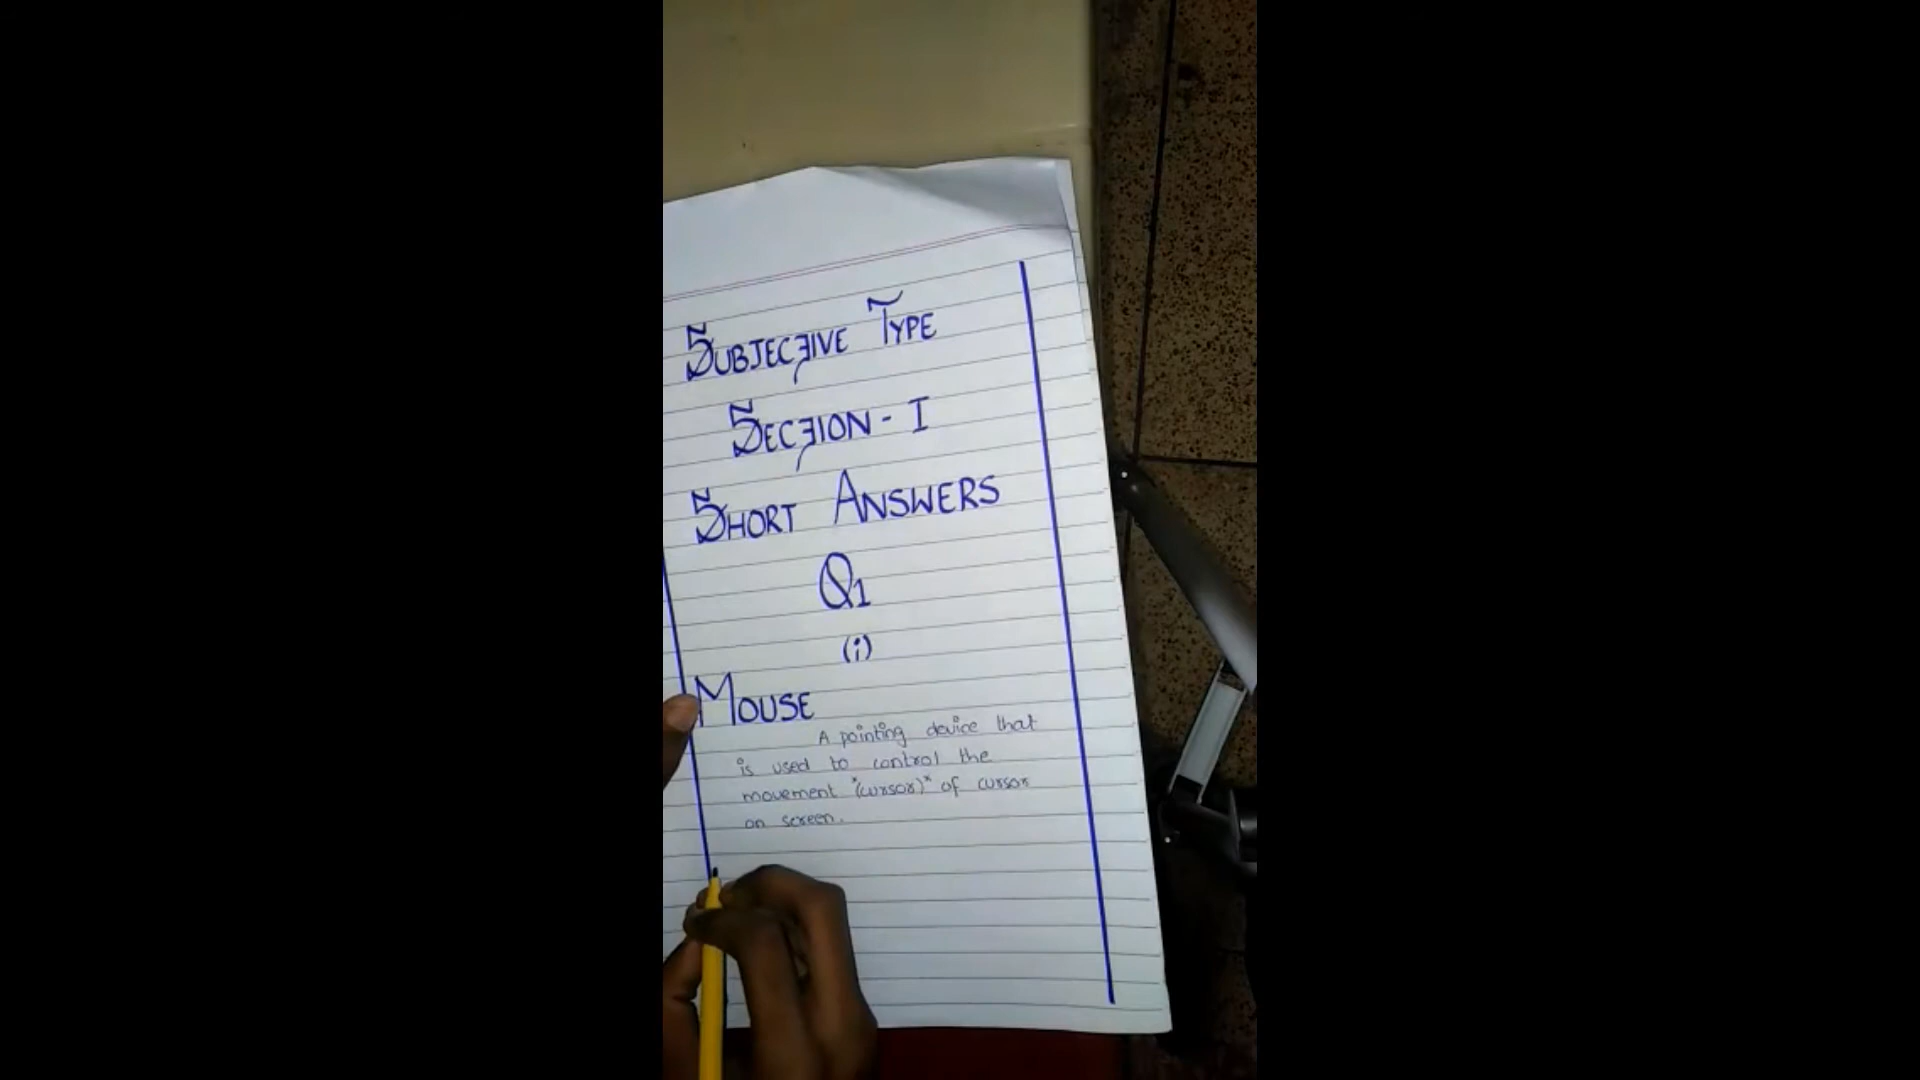 SUBJECTIVE TYPE
SECTION - I
SHORT ANSWERS
Q1
(i)
MOUSE
A pointing device that
is used to control the
movement "(cursor)" of cursor
on screen.